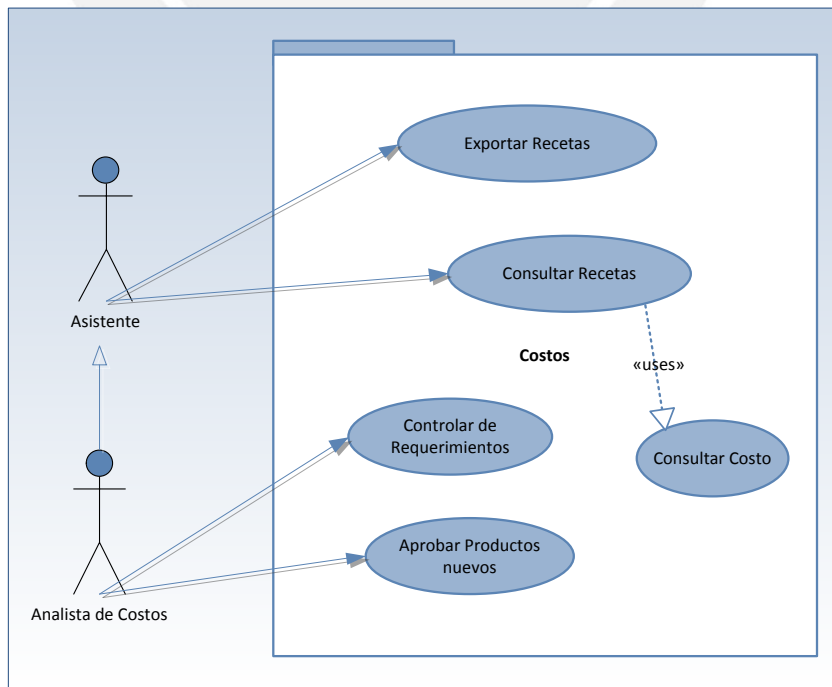 Exportar Recetas
Consultar Recetas
Asistente
Costos
«uses»
Controlar de
Requerimientos
Consultar Costo
Aprobar Productos
nuevos
Analista de Costos